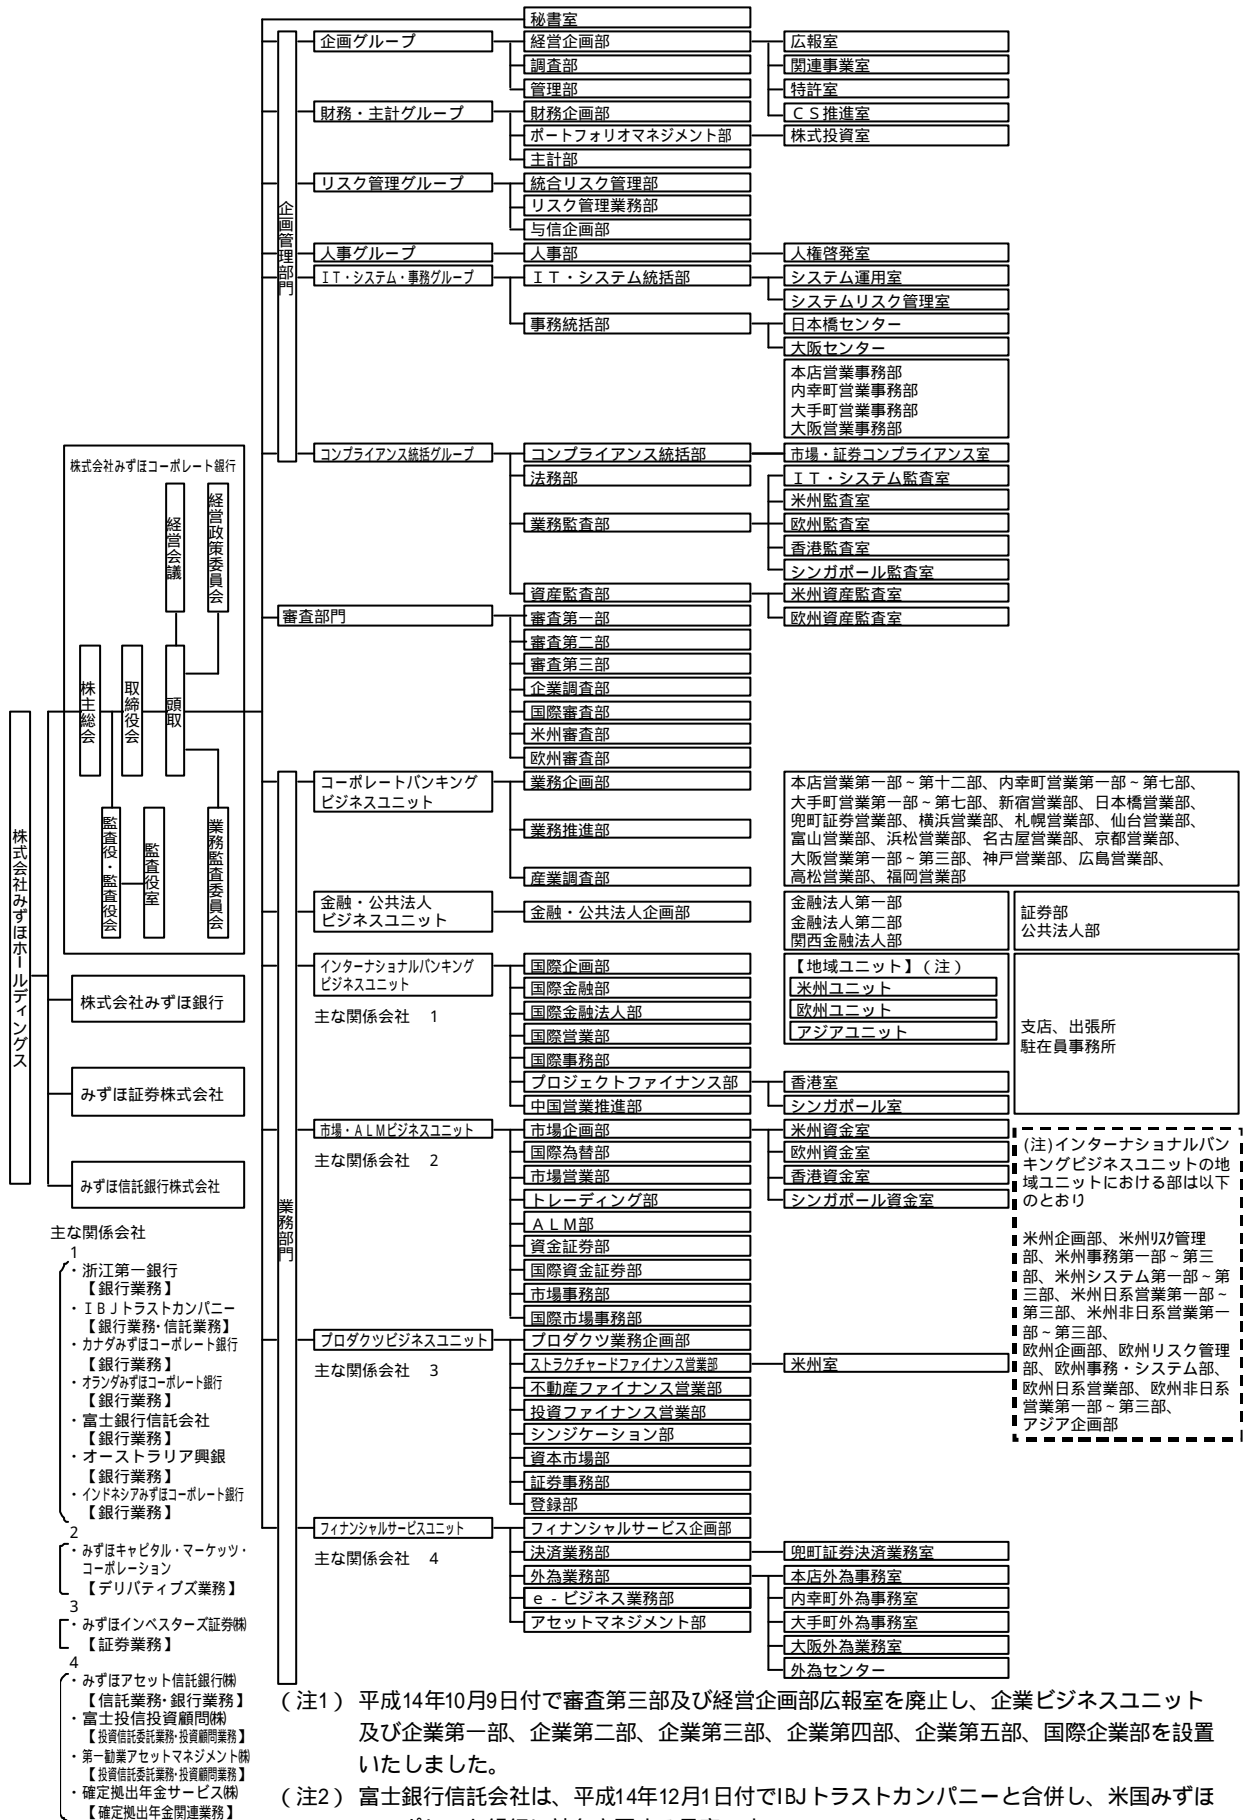 秘書室
企画グループ
経営企画部
広報室
調査部
関連事業室
管理部
特許室
財務・主計グループ
財務企画部
ＣＳ推進室
ポートフォリオマネジメント部
株式投資室
主計部
リスク管理グループ
統合リスク管理部
リスク管理業務部
与信企画部
企画管理部門
人事グループ
人事部
人権啓発室
ＩＴ・システム・事務グループ
ＩＴ・システム統括部
システム運用室
システムリスク管理室
事務統括部
日本橋センター
大阪センター
本店営業事務部
内幸町営業事務部
大手町営業事務部
大阪営業事務部
コンプライアンス統括グループ
コンプライアンス統括部
市場・証券コンプライアンス室
法務部
ＩＴ・システム監査室
米州監査室
業務監査部
欧州監査室
香港監査室
シンガポール監査室
資産監査部
米州資産監査室
欧州資産監査室
審査部門
審査第一部
審査第二部
審査第三部
企業調査部
国際審査部
米州審査部
欧州審査部
株式会社みずほコーポレート銀行
経営会議
経営政策委員会
株主総会
取締役会
頭取
監査役・監査役会
監査役室
業務監査委員会
株式会社みずほホールディングス
株式会社みずほ銀行
みずほ証券株式会社
みずほ信託銀行株式会社
業務部門
コーポレートバンキング
ビジネスユニット
業務企画部
業務推進部
産業調査部
本店営業第一部～第十二部、内幸町営業第一部～第七部、
大手町営業第一部～第七部、新宿営業部、日本橋営業部、
兜町証券営業部、横浜営業部、札幌営業部、仙台営業部、
富山営業部、浜松営業部、名古屋営業部、京都営業部、
大阪営業第一部～第三部、神戸営業部、広島営業部、
高松営業部、福岡営業部
金融・公共法人
ビジネスユニット
金融・公共法人企画部
金融法人第一部
金融法人第二部
関西金融法人部
証券部
公共法人部
インターナショナルバンキング
ビジネスユニット
主な関係会社　1
国際企画部
国際金融部
国際金融法人部
国際営業部
国際事務部
プロジェクトファイナンス部
中国営業推進部
【地域ユニット】(注)
米州ユニット
欧州ユニット
アジアユニット
支店、出張所
駐在員事務所
香港室
シンガポール室
市場・ＡＬＭビジネスユニット
主な関係会社　2
市場企画部
国際為替部
市場営業部
トレーディング部
ＡＬＭ部
資金証券部
国際資金証券部
市場事務部
国際市場事務部
米州資金室
欧州資金室
香港資金室
シンガポール資金室
(注)インターナショナルバン
キングビジネスユニットの地
域ユニットにおける部は以下
のとおり
米州企画部、米州リスク管理
部、米州事務第一部～第三
部、米州システム第一部～第
三部、米州日系営業第一部～
第三部、米州非日系営業第一
部～第三部、
欧州企画部、欧州リスク管理
部、欧州事務・システム部、
欧州日系営業部、欧州非日系
営業第一部～第三部、
アジア企画部
プロダクツビジネスユニット
主な関係会社　3
プロダクツ業務企画部
ストラクチャードファイナンス営業部
米州室
不動産ファイナンス営業部
投資ファイナンス営業部
シンジケーション部
資本市場部
証券事務部
登録部
フィナンシャルサービスユニット
主な関係会社　4
フィナンシャルサービス企画部
決済業務部
兜町証券決済業務室
外為業務部
本店外為事務室
ｅ‐ビジネス業務部
内幸町外為事務室
アセットマネジメント部
大手町外為事務室
大阪外為業務室
外為センター
主な関係会社
1
・浙江第一銀行
【銀行業務】
・ＩＢＪトラストカンパニー
【銀行業務・信託業務】
・カナダみずほコーポレート銀行
【銀行業務】
・オランダみずほコーポレート銀行
【銀行業務】
・富士銀行信託会社
【銀行業務】
・オーストラリア興銀
【銀行業務】
・インドネシアみずほコーポレート銀行
【銀行業務】
2
・みずほキャピタル・マーケッツ・
コーポレーション
【デリバティブズ業務】
3
・みずほインベスターズ証券㈱
【証券業務】
4
・みずほアセット信託銀行㈱
【信託業務・銀行業務】
・富士投信投資顧問㈱
【投資信託委託業務・投資顧問業務】
・第一勧業アセットマネジメント㈱
【投資信託委託業務・投資顧問業務】
・確定拠出年金サービス㈱
【確定拠出年金関連業務】
(注1) 平成14年10月9日付で審査第三部及び経営企画部広報室を廃止し、企業ビジネスユニット
及び企業第一部、企業第二部、企業第三部、企業第四部、企業第五部、国際企業部を設置
いたしました。
(注2) 富士銀行信託会社は、平成14年12月1日付でIBJトラストカンパニーと合併し、米国みずほ